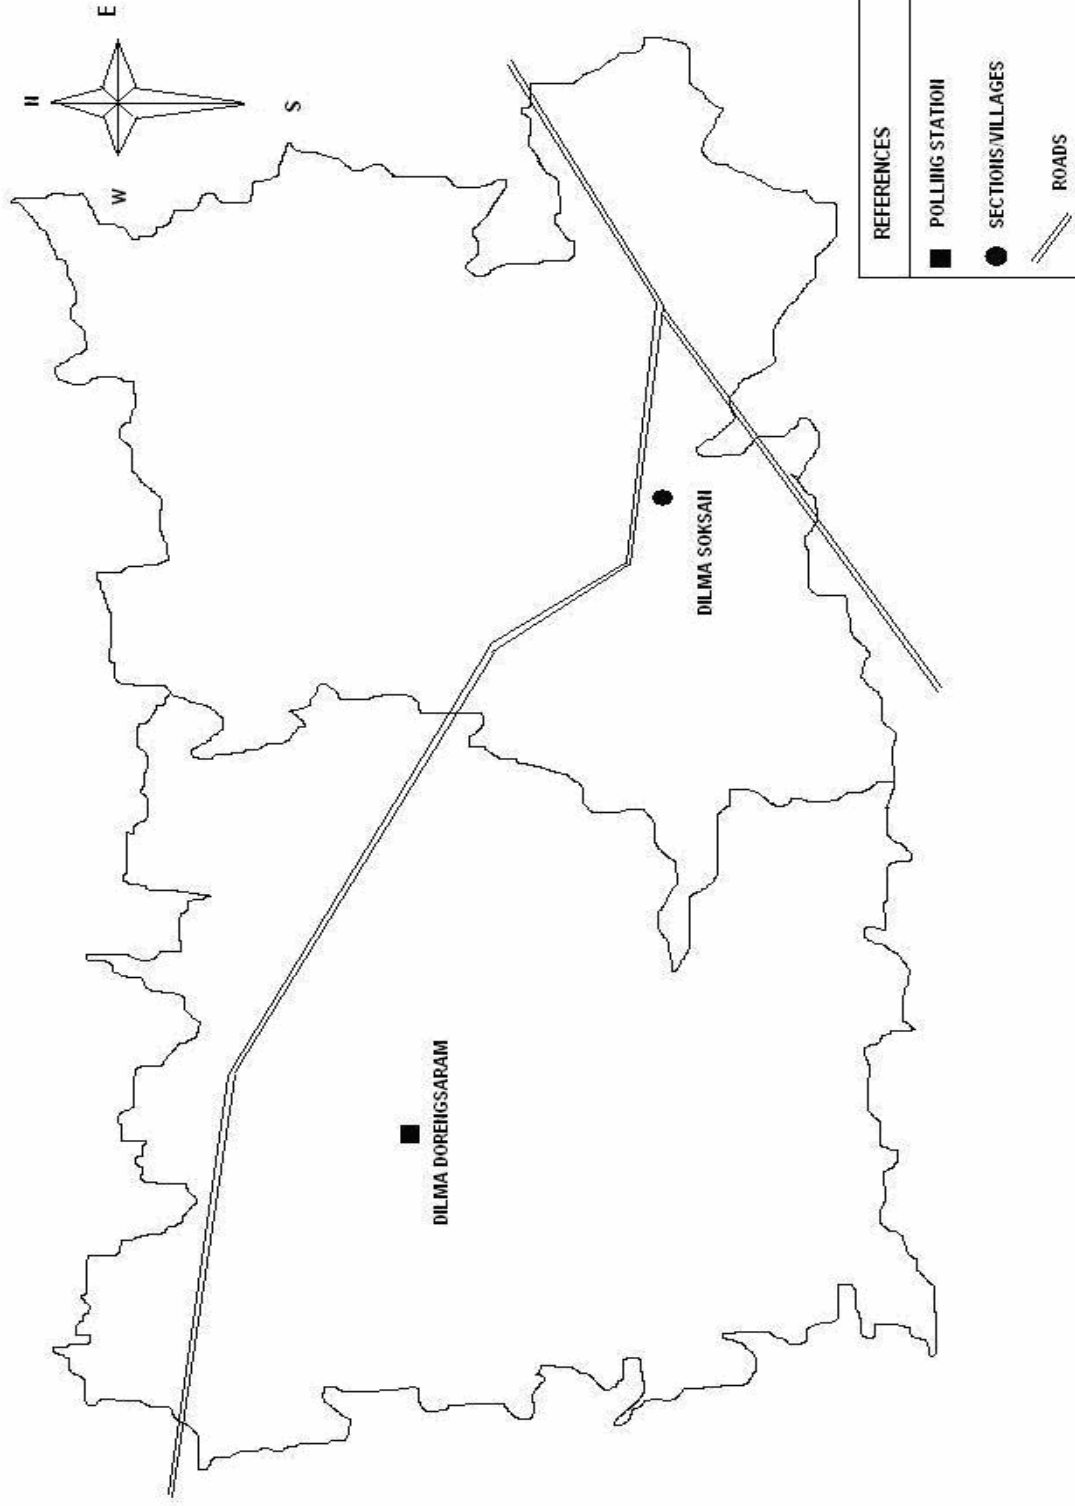 N
E
W
S
DILMA SOKSAN
DILMA DORENGSARAM
REFERENCES
POLLING STATION
SECTIONS/VILLAGES
ROADS